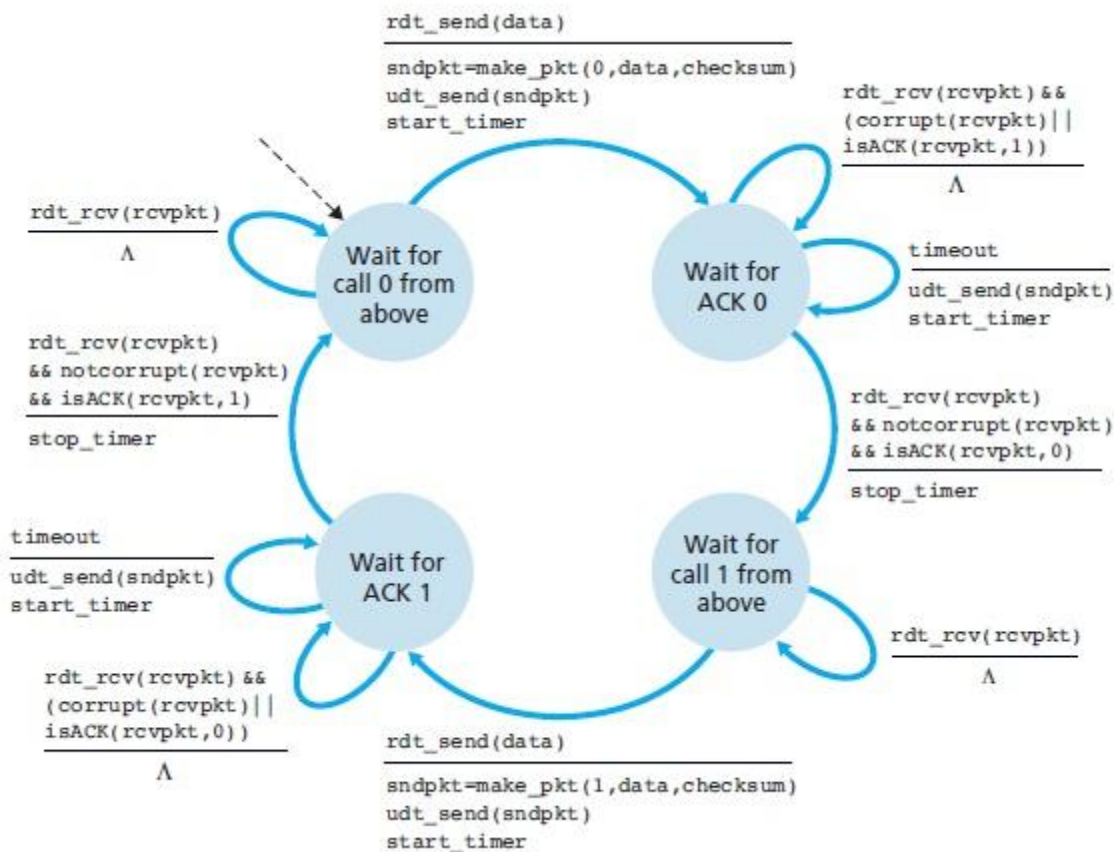 rdt_send(data)
sndpkt=make_pkt(0,data,checksum)
udt_send(sndpkt)
start_timer
rdt_rcv(rcvpkt) &&
(corrupt(rcvpkt)||
isACK(rcvpkt,1))
Λ
rdt_rcv(rcvpkt)
Λ
Wait for
call 0 from
above
Wait for
ACK 0
timeout
udt_send(sndpkt)
start_timer
rdt_rcv(rcvpkt)
&& notcorrupt(rcvpkt)
&& isACK(rcvpkt,1)
stop_timer
rdt_rcv(rcvpkt)
&& notcorrupt(rcvpkt)
&& isACK(rcvpkt,0)
stop_timer
timeout
udt_send(sndpkt)
start_timer
Wait for
ACK 1
Wait for
call 1 from
above
rdt_rcv(rcvpkt)
Λ
rdt_rcv(rcvpkt) &&
(corrupt(rcvpkt)||
isACK(rcvpkt,0))
Λ
rdt_send(data)
sndpkt=make_pkt(1,data,checksum)
udt_send(sndpkt)
start_timer